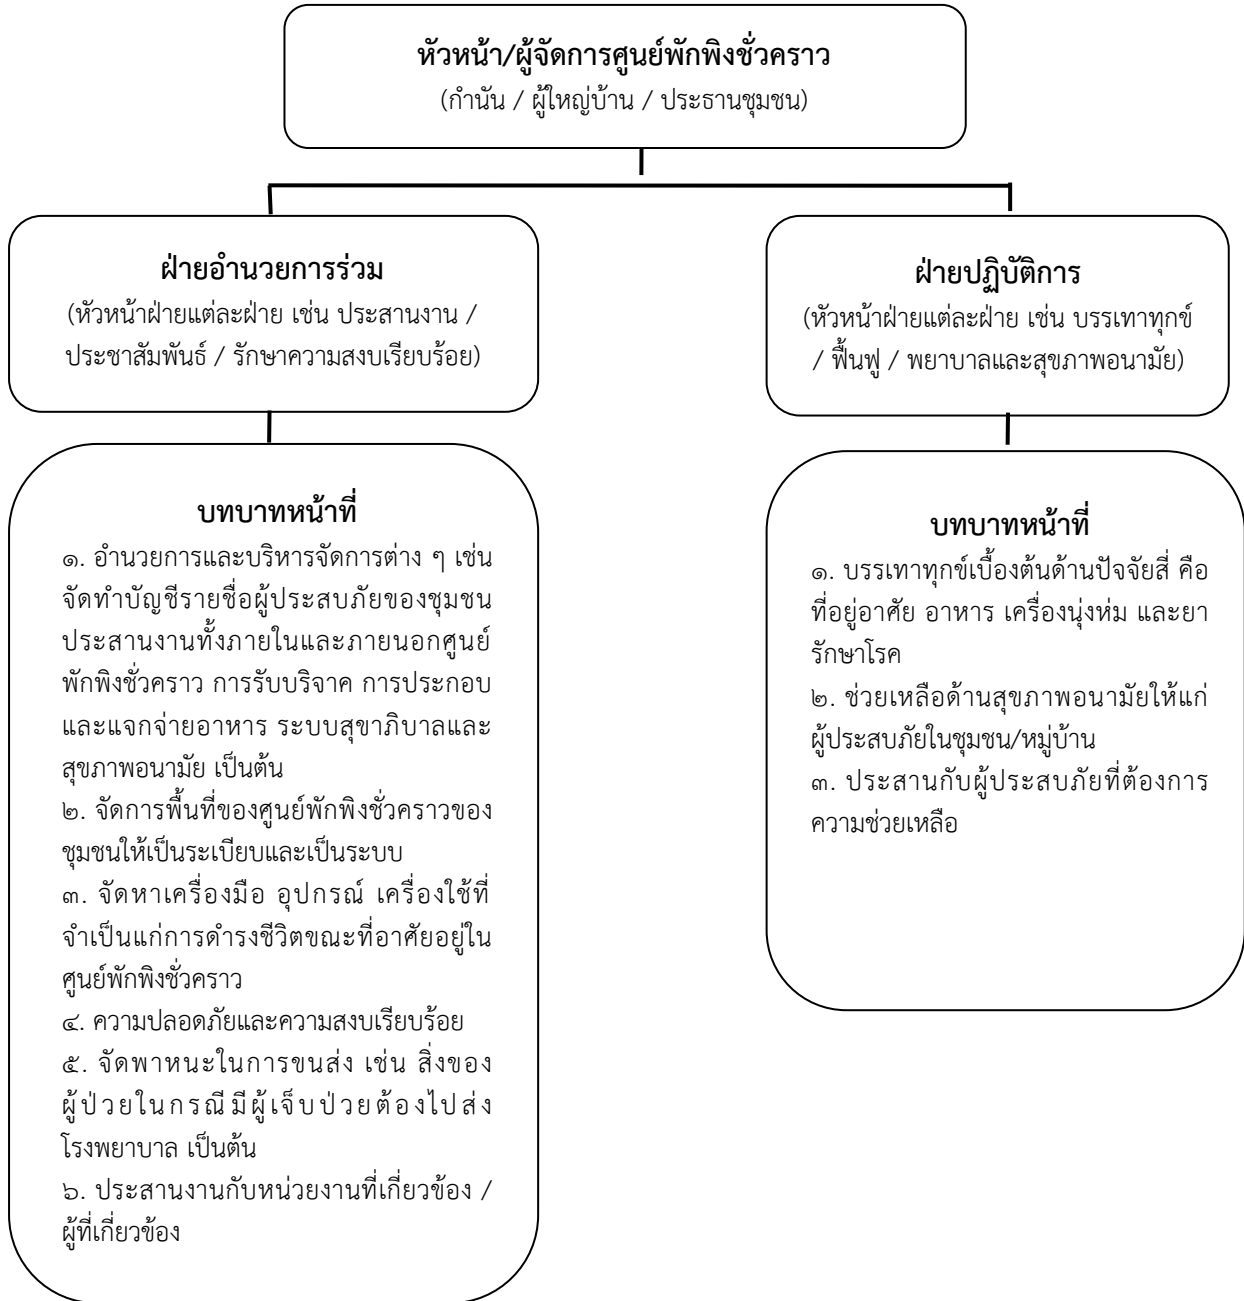 หัวหน้า/ผู้จัดการศูนย์พักพิงชั่วคราว
(กำนัน / ผู้ใหญ่บ้าน / ประธานชุมชน)
ฝ่ายอำนวยการร่วม
(หัวหน้าฝ่ายแต่ละฝ่าย เช่น ประสานงาน /
ประชาสัมพันธ์ / รักษาความสงบเรียบร้อย)
ฝ่ายปฏิบัติการ
(หัวหน้าฝ่ายแต่ละฝ่าย เช่น บรรเทาทุกข์
/ ฟื้นฟู / พยาบาลและสุขภาพอนามัย)
บทบาทหน้าที่
๑. อำนวยการและบริหารจัดการต่าง ๆ เช่น
จัดทำบัญชีรายชื่อผู้ประสบภัยของชุมชน
ประสานงานทั้งภายในและภายนอกศูนย์
พักพิงชั่วคราว การรับบริจาค การประกอบ
และแจกจ่ายอาหาร ระบบสุขาภิบาลและ
สุขภาพอนามัย เป็นต้น
๒. จัดการพื้นที่ของศูนย์พักพิงชั่วคราวของ
ชุมชนให้เป็นระเบียบและเป็นระบบ
๓. จัดหาเครื่องมือ อุปกรณ์ เครื่องใช้ที่
จำเป็นแก่การดำรงชีวิตขณะที่อาศัยอยู่ใน
ศูนย์พักพิงชั่วคราว
๔. ความปลอดภัยและความสงบเรียบร้อย
๕. จัดพาหนะในการขนส่ง เช่น สิ่งของ
ผู้ป่วยในกรณีมีผู้เจ็บป่วยต้องไปส่ง
โรงพยาบาล เป็นต้น
๖. ประสานงานกับหน่วยงานที่เกี่ยวข้อง /
ผู้ที่เกี่ยวข้อง
บทบาทหน้าที่
๑. บรรเทาทุกข์เบื้องต้นด้านปัจจัยสี่ คือ
ที่อยู่อาศัย อาหาร เครื่องนุ่งห่ม และยา
รักษาโรค
๒. ช่วยเหลือด้านสุขภาพอนามัยให้แก่
ผู้ประสบภัยในชุมชน/หมู่บ้าน
๓. ประสานกับผู้ประสบภัยที่ต้องการ
ความช่วยเหลือ